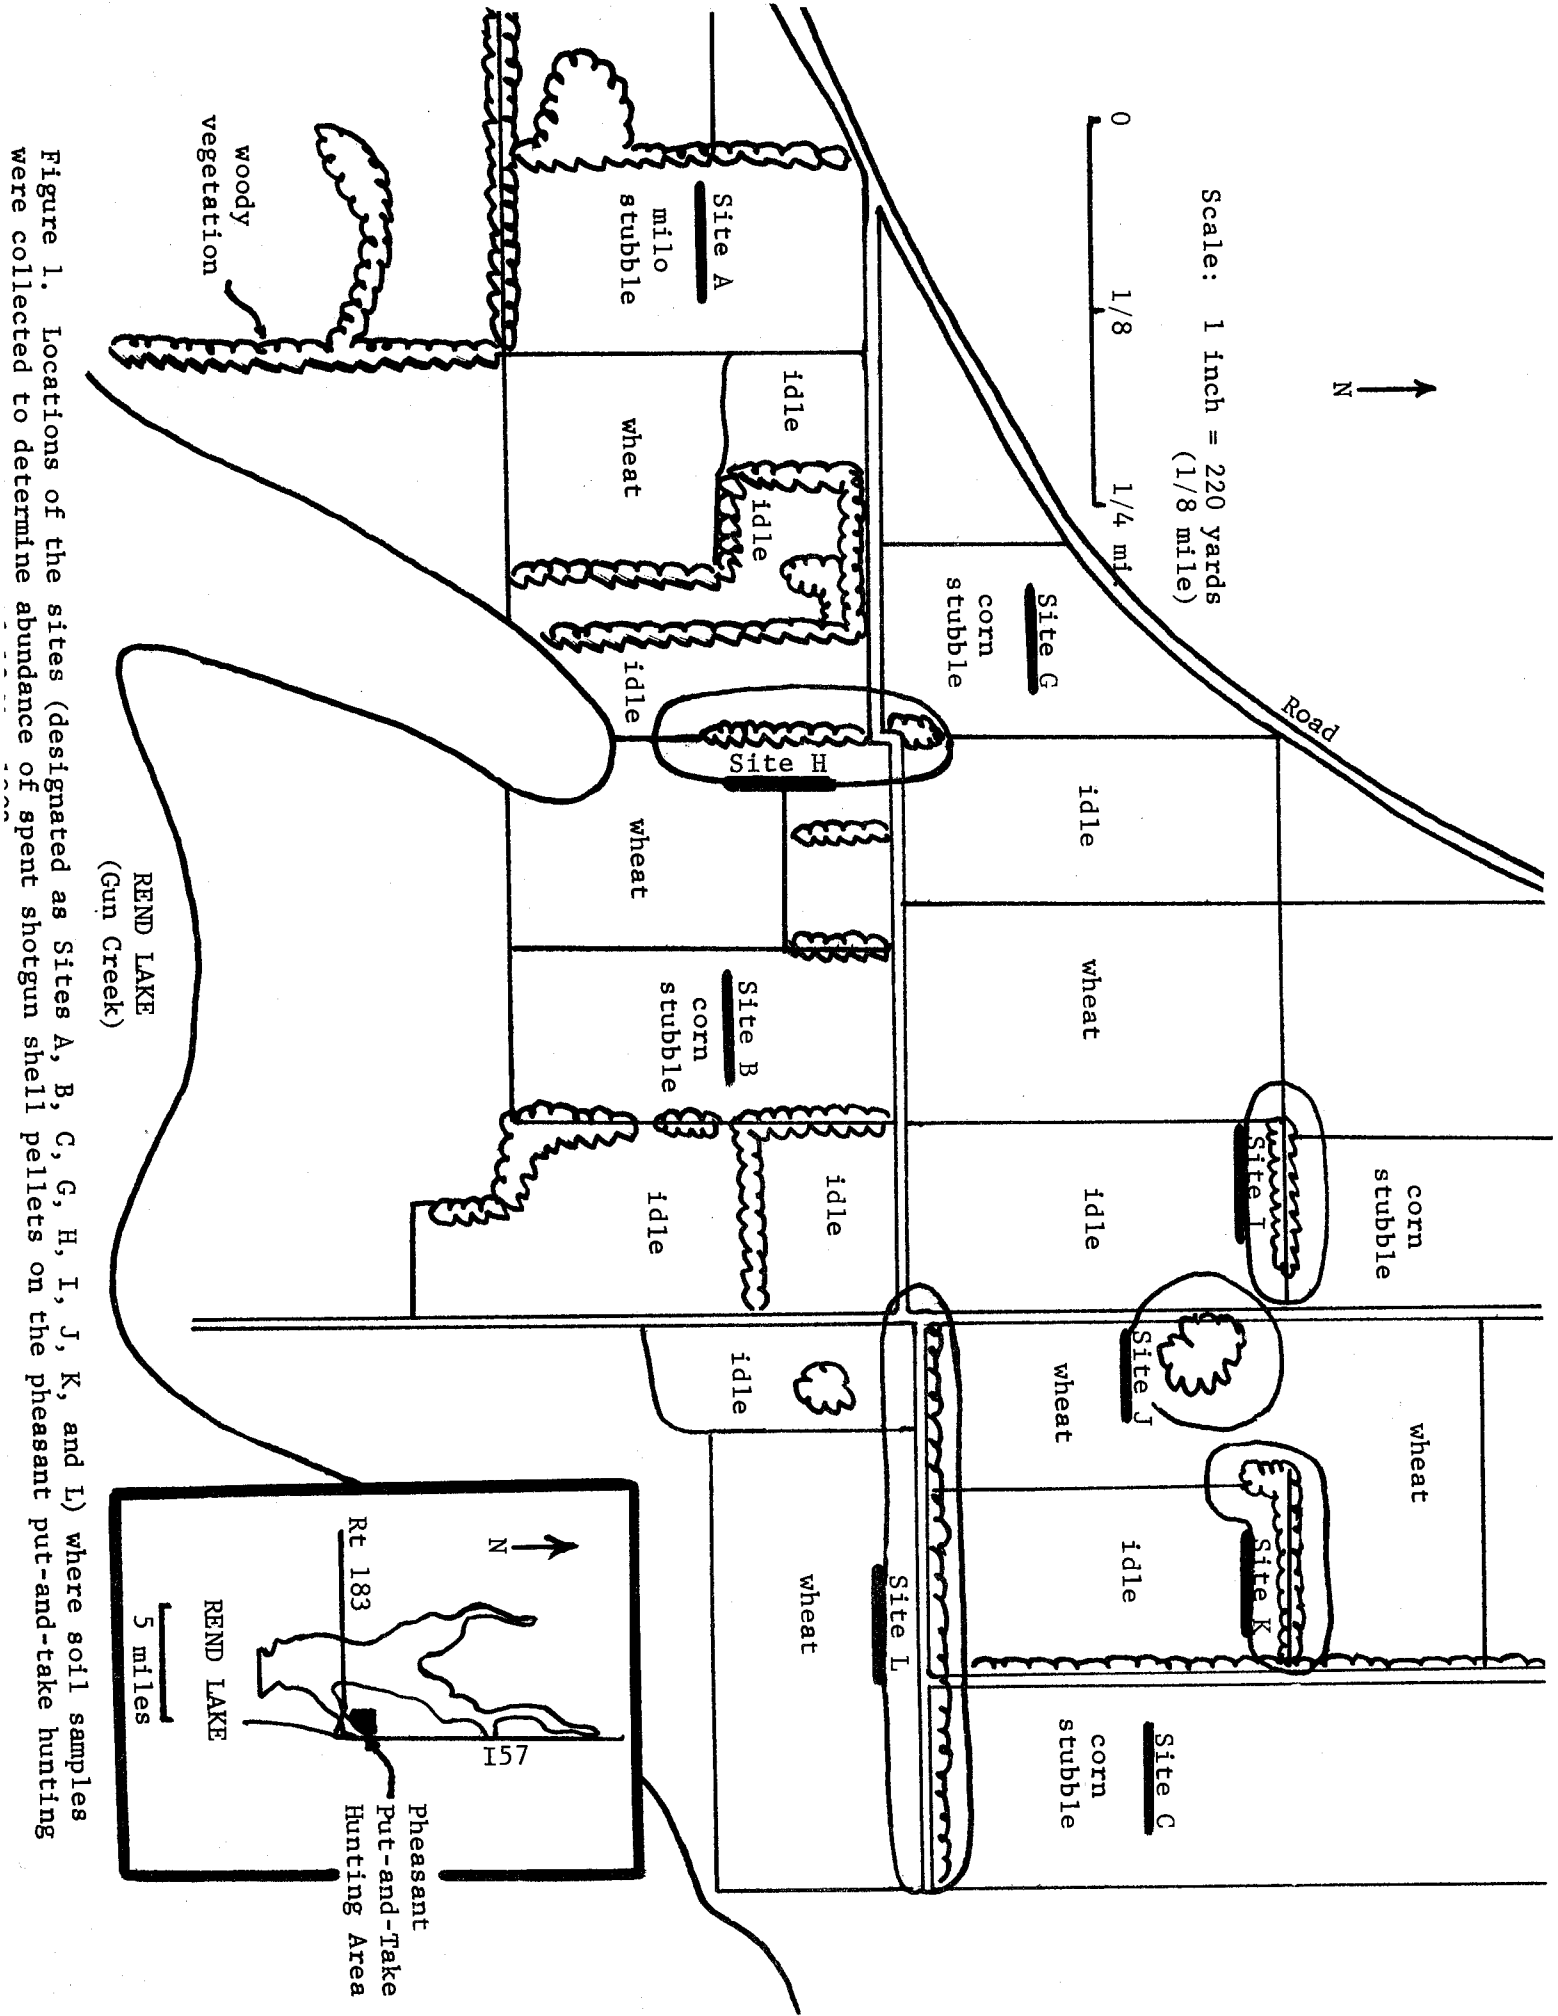 Scale: 1 inch = 220 yards
(1/8 mile)
0 1/8 1/4 mi.
N
Road
corn
stubble
wheat
Site I
Site K
Site J
Site C
corn
stubble
idle
wheat
idle
wheat
idle
Site G
corn
stubble
Site L
Site A
milo
stubble
idle
idle
Site H
Site B
corn
stubble
idle
idle
wheat
idle
wheat
wheat
idle
idle
wheat
woody
vegetation
REND LAKE
(Gun Creek)
N
Rt 183
I57
REND LAKE
5 miles
Pheasant
Put-and-Take
Hunting Area
Figure 1. Locations of the sites (designated as Sites A, B, C, G, H, I, J, K, and L) where soil samples
were collected to determine abundance of spent shotgun shell pellets on the pheasant put-and-take hunting